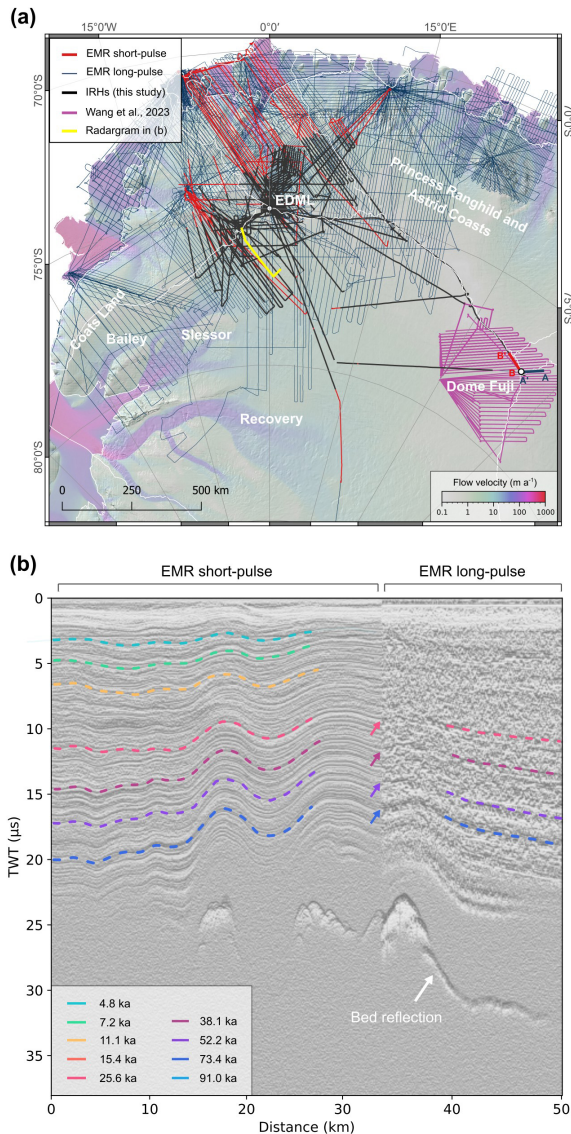 (a)
15°0'W
0°0'
15°0'E
EMR short-pulse
EMR long-pulse
IRHs (this study)
Wang et al., 2023
Radargram in (b)
70°0'S
70°0'S
EDML
Princess Ranghild and
Astrid Coasts
75°0'S
75°0'S
Coats Land
Bailey
Slessor
B'
B
A'
A
Dome Fuji
Recovery
80°0'S
0
250
500 km
Flow velocity (m a⁻¹)
0.1
1
10
100
1000
(b)
EMR short-pulse
EMR long-pulse
0
5
10
15
20
25
30
35
TWT (μs)
Bed reflection
4.8 ka
7.2 ka
11.1 ka
15.4 ka
25.6 ka
38.1 ka
52.2 ka
73.4 ka
91.0 ka
0
10
20
30
40
50
Distance (km)